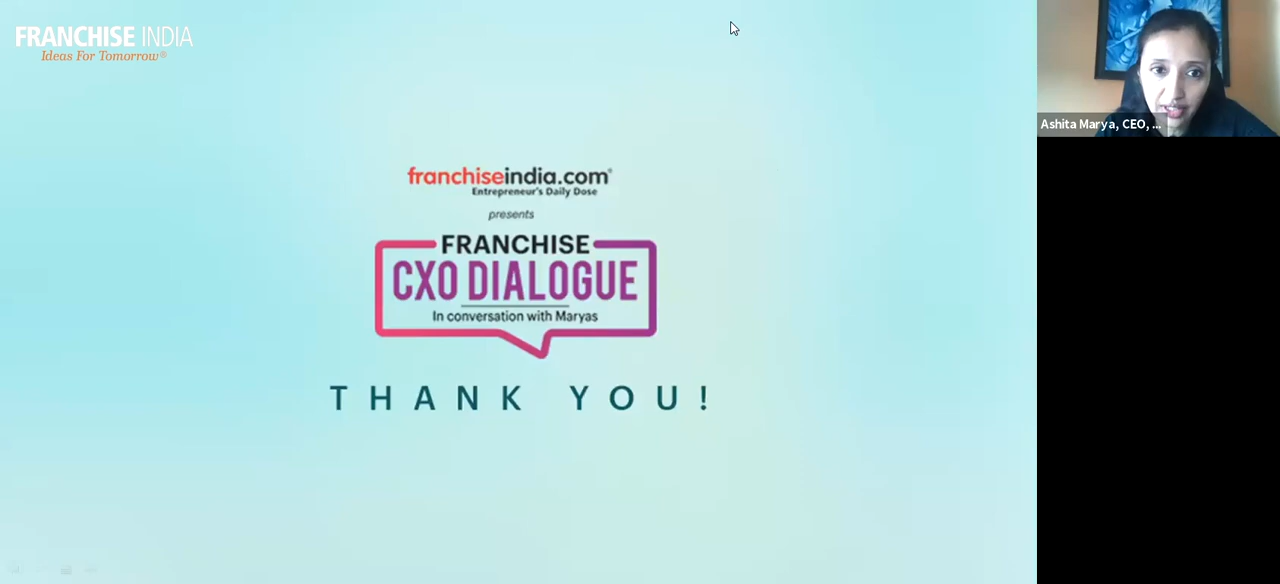 FRANCHISE INDIA
Ideas For Tomorrow®
Ashita Marya, CEO, ...
franchiseindia.com®
Entrepreneur's Daily Dose
presents
FRANCHISE
CXO DIALOGUE
In conversation with Maryas
THANK YOU!